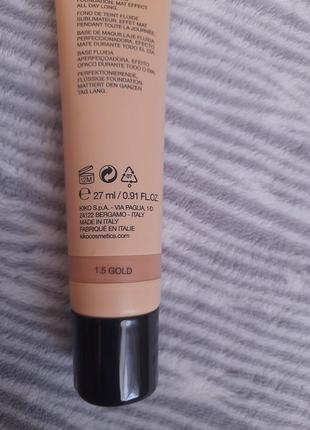 FOUNDATION, MAT EFFECT
ALL DAY LONG.
FOND DE TEINT FLUIDE
SUBLIMATEUR. EFFET MAT
PENDANT TOUTE LA JOURNÉE.
BASE DE MAQUILLAJE FLUIDA
PERFECCIONADORA. EFECTO
MATE DURANTE TODO EL DÍA.
BASE FLUIDA
APERFEIÇOADORA. EFEITO
OPACO DURANTE TODO O DIA.
PERFEKTIONIERENDE,
FLÜSSIGE FOUNDATION.
MATTIERT DEN GANZEN
TAG LANG.
12M
07
℮ 27 ml / 0.91 FL.OZ.
KIKO S.p.A. - VIA PAGLIA, 1/D
24122 BERGAMO - ITALY
MADE IN ITALY
FABRIQUÉ EN ITALIE
kikocosmetics.com
1.5 GOLD